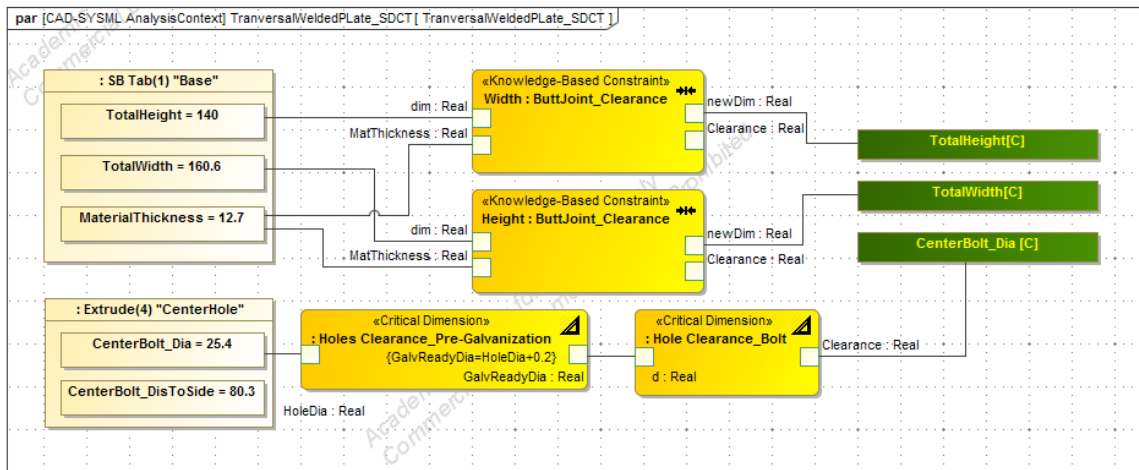 par [CAD-SYSML AnalysisContext] TranversalWeldedPLate_SDCT [ TranversalWeldedPLate_SDCT ]
: SB Tab(1) "Base"
TotalHeight = 140
TotalWidth = 160.6
MaterialThickness = 12.7
dim : Real
MatThickness : Real
«Knowledge-Based Constraint»
Width : ButtJoint_Clearance
newDim : Real
Clearance : Real
TotalHeight[C]
dim : Real
MatThickness : Real
«Knowledge-Based Constraint»
Height : ButtJoint_Clearance
newDim : Real
Clearance : Real
TotalWidth[C]
CenterBolt_Dia [C]
: Extrude(4) "CenterHole"
CenterBolt_Dia = 25.4
CenterBolt_DisToSide = 80.3
HoleDia : Real
«Critical Dimension»
: Holes Clearance_Pre-Galvanization
{GalvReadyDia=HoleDia+0.2}
GalvReadyDia : Real
«Critical Dimension»
: Hole Clearance_Bolt
d : Real
Clearance : Real